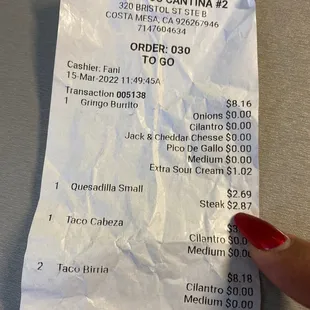 CANTINA #2
320 BRISTOL ST STE B
COSTA MESA, CA 926267946
7147604634
ORDER: 030
TO GO
Cashier: Fani
15-Mar-2022 11:49:45A
Transaction 005138
1 Gringo Burrito $8.16
Onions $0.00
Cilantro $0.00
Jack & Cheddar Chesse $0.00
Pico De Gallo $0.00
Medium $0.00
Extra Sour Cream $1.02
1 Quesadilla Small $2.69
Steak $2.87
1 Taco Cabeza
Cilantro
Medium
2 Taco Birria $8.18
Cilantro $0.00
Medium $0.00